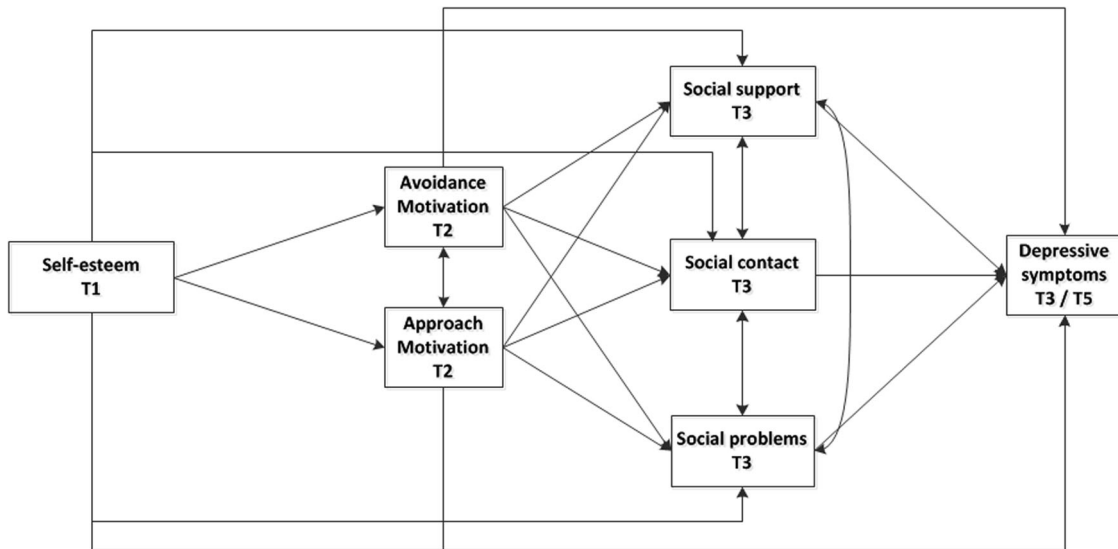 Social support
T3
Avoidance
Motivation
T2
Self-esteem
T1
Social contact
T3
Depressive
symptoms
T3 / T5
Approach
Motivation
T2
Social problems
T3